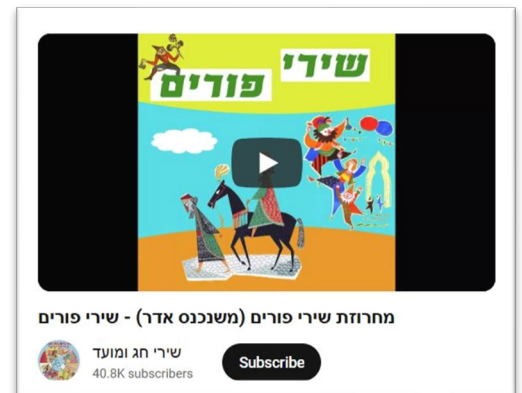 שירי
פורים
מחרוזת שירי פורים (משנכנס אדר) - שירי פורים
שירי חג ומועד
40.8K subscribers
Subscribe